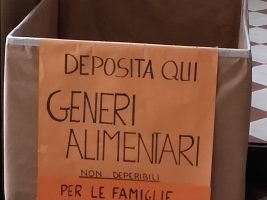 DEPOSITA QUI
GENERI
ALIMENTARI
NON DEPERIBILI
PER LE FAMIGLIE